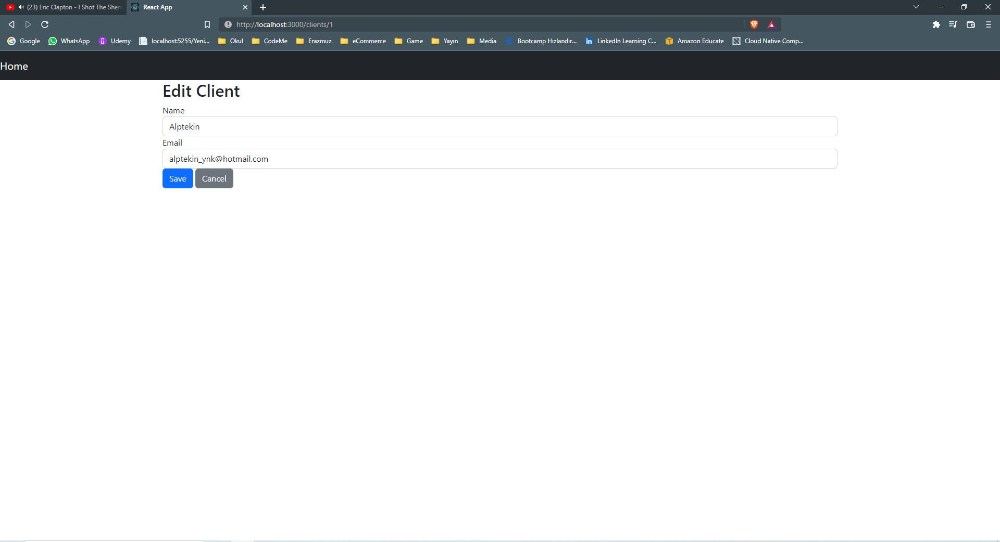 (23) Eric Clapton - I Shot The Sheri
React App
http://localhost:3000/clients/1
Google WhatsApp Udemy localhost:5255/Yeni... Okul CodeMe Erazmuz eCommerce Game Yayın Media Bootcamp Hızlandır... LinkedIn Learning C... Amazon Educate Cloud Native Comp...
Home
Edit Client
Name
Alptekin
Email
alptekin_ynk@hotmail.com
Save Cancel